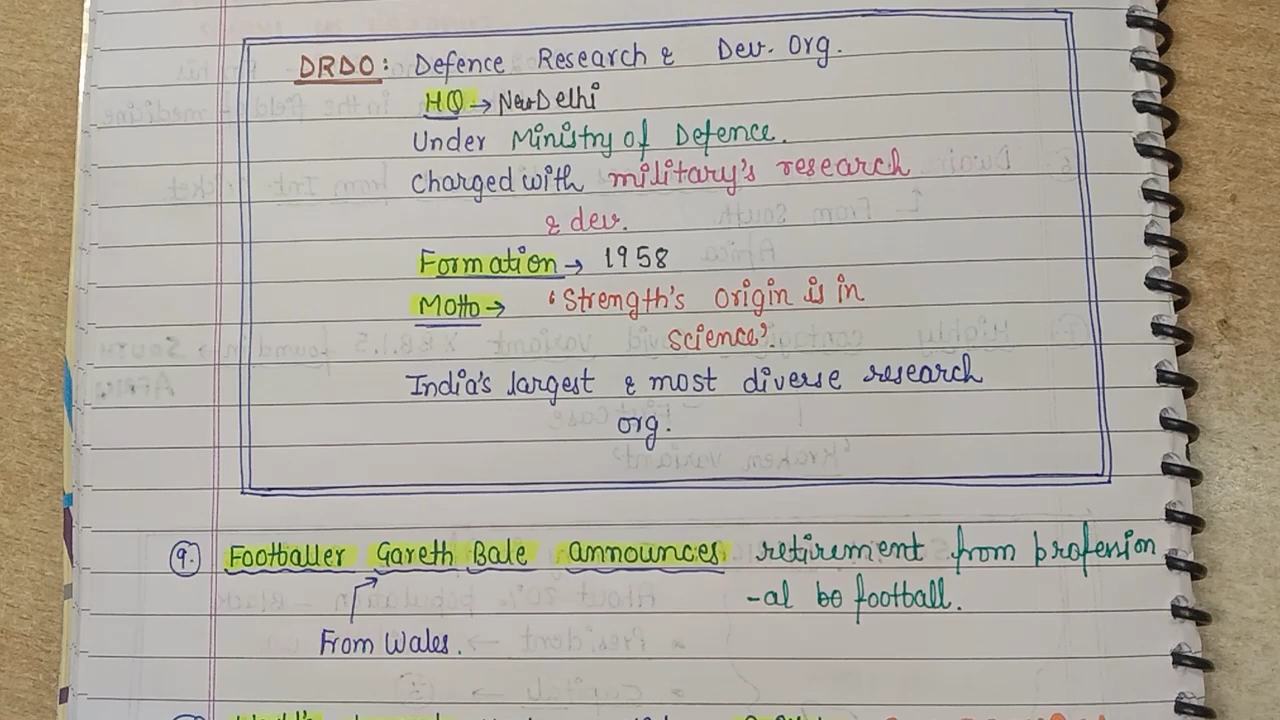 DRDO: Defence Research & Dev. Org.
HQ → New Delhi
Under Ministry of Defence.
Charged with military's research
& dev.
Formation → 1958
Motto → 'Strength's Origin is in
Science'.
India's largest & most diverse research
org.
9. Footballer Gareth Bale announces retirement from profession
-al bo football.
From Wales.